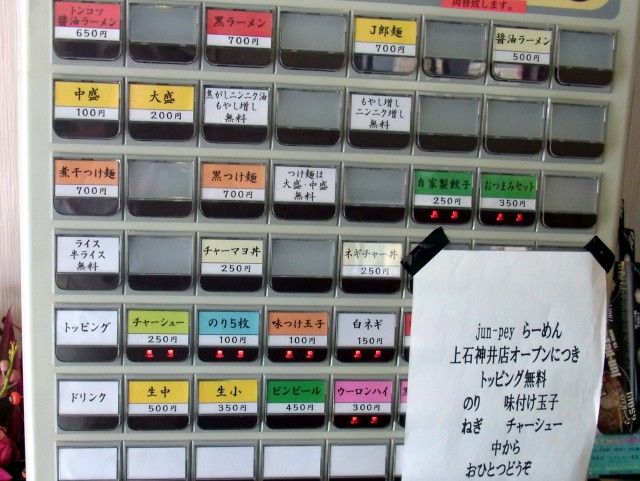 両替致します。
トンコツ
醤油ラーメン
650円
黒ラーメン
700円
J郎麺
700円
醤油ラーメン
500円
中盛
100円
大盛
200円
焦がしニンニク油
もやし増し
無料
もやし増し
ニンニク増し
無料
煮干つけ麺
700円
黒つけ麺
700円
つけ麺は
大盛・中盛
無料
自家製餃子
250円
おつまみセット
350円
ライス
半ライス
無料
チャーマヨ丼
250円
ネギチャー丼
250円
トッピング
チャーシュー
250円
のり5枚
100円
味つけ玉子
100円
白ネギ
150円
ドリンク
生中
500円
生小
350円
ビンビール
450円
ウーロンハイ
300円
jun-pey らーめん
上石神井店オープンにつき
トッピング無料
のり 味付け玉子
ねぎ チャーシュー
中から
おひとつどうぞ